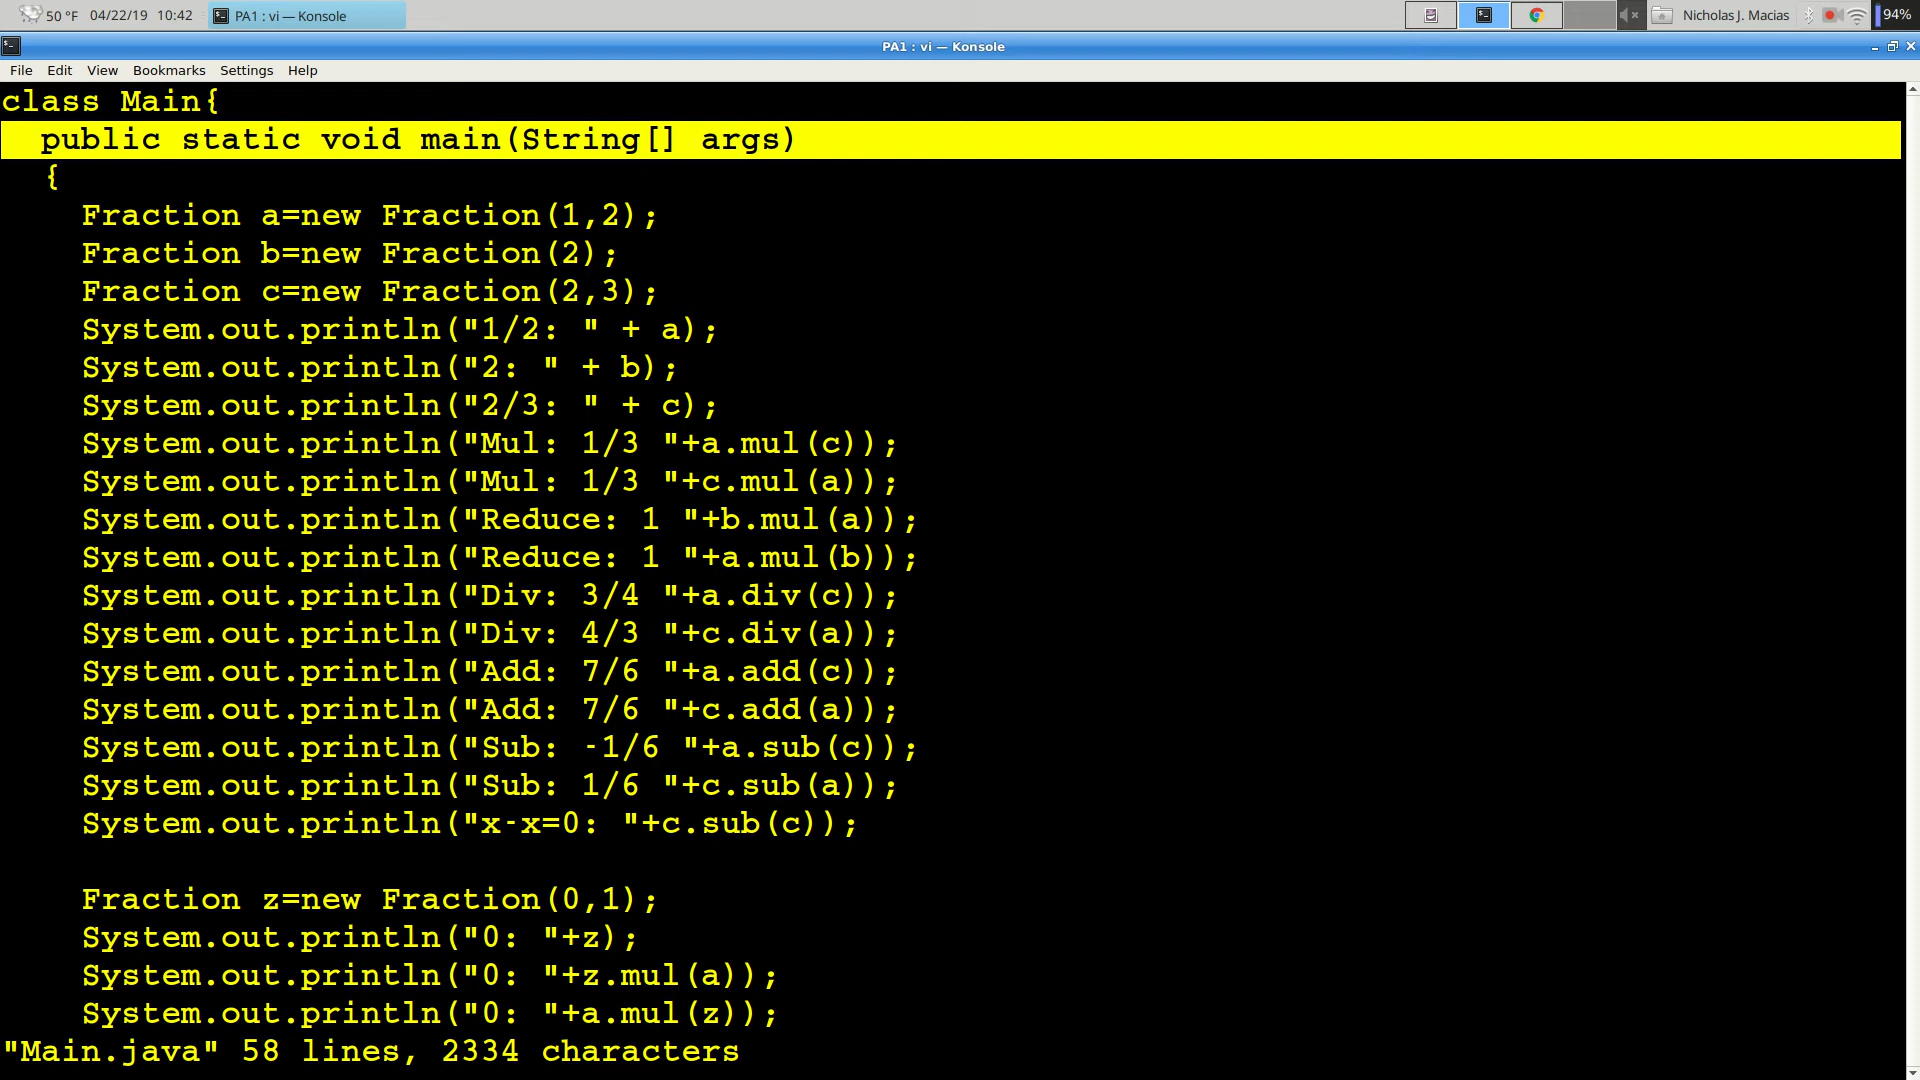 50 °F 04/22/19 10:42 PA1 : vi — Konsole Nicholas J. Macias 94%
PA1 : vi — Konsole
File Edit View Bookmarks Settings Help
class Main{
  public static void main(String[] args)
  {
    Fraction a=new Fraction(1,2);
    Fraction b=new Fraction(2);
    Fraction c=new Fraction(2,3);
    System.out.println("1/2: " + a);
    System.out.println("2: " + b);
    System.out.println("2/3: " + c);
    System.out.println("Mul: 1/3 "+a.mul(c));
    System.out.println("Mul: 1/3 "+c.mul(a));
    System.out.println("Reduce: 1 "+b.mul(a));
    System.out.println("Reduce: 1 "+a.mul(b));
    System.out.println("Div: 3/4 "+a.div(c));
    System.out.println("Div: 4/3 "+c.div(a));
    System.out.println("Add: 7/6 "+a.add(c));
    System.out.println("Add: 7/6 "+c.add(a));
    System.out.println("Sub: -1/6 "+a.sub(c));
    System.out.println("Sub: 1/6 "+c.sub(a));
    System.out.println("x-x=0: "+c.sub(c));
    Fraction z=new Fraction(0,1);
    System.out.println("0: "+z);
    System.out.println("0: "+z.mul(a));
    System.out.println("0: "+a.mul(z));
"Main.java" 58 lines, 2334 characters